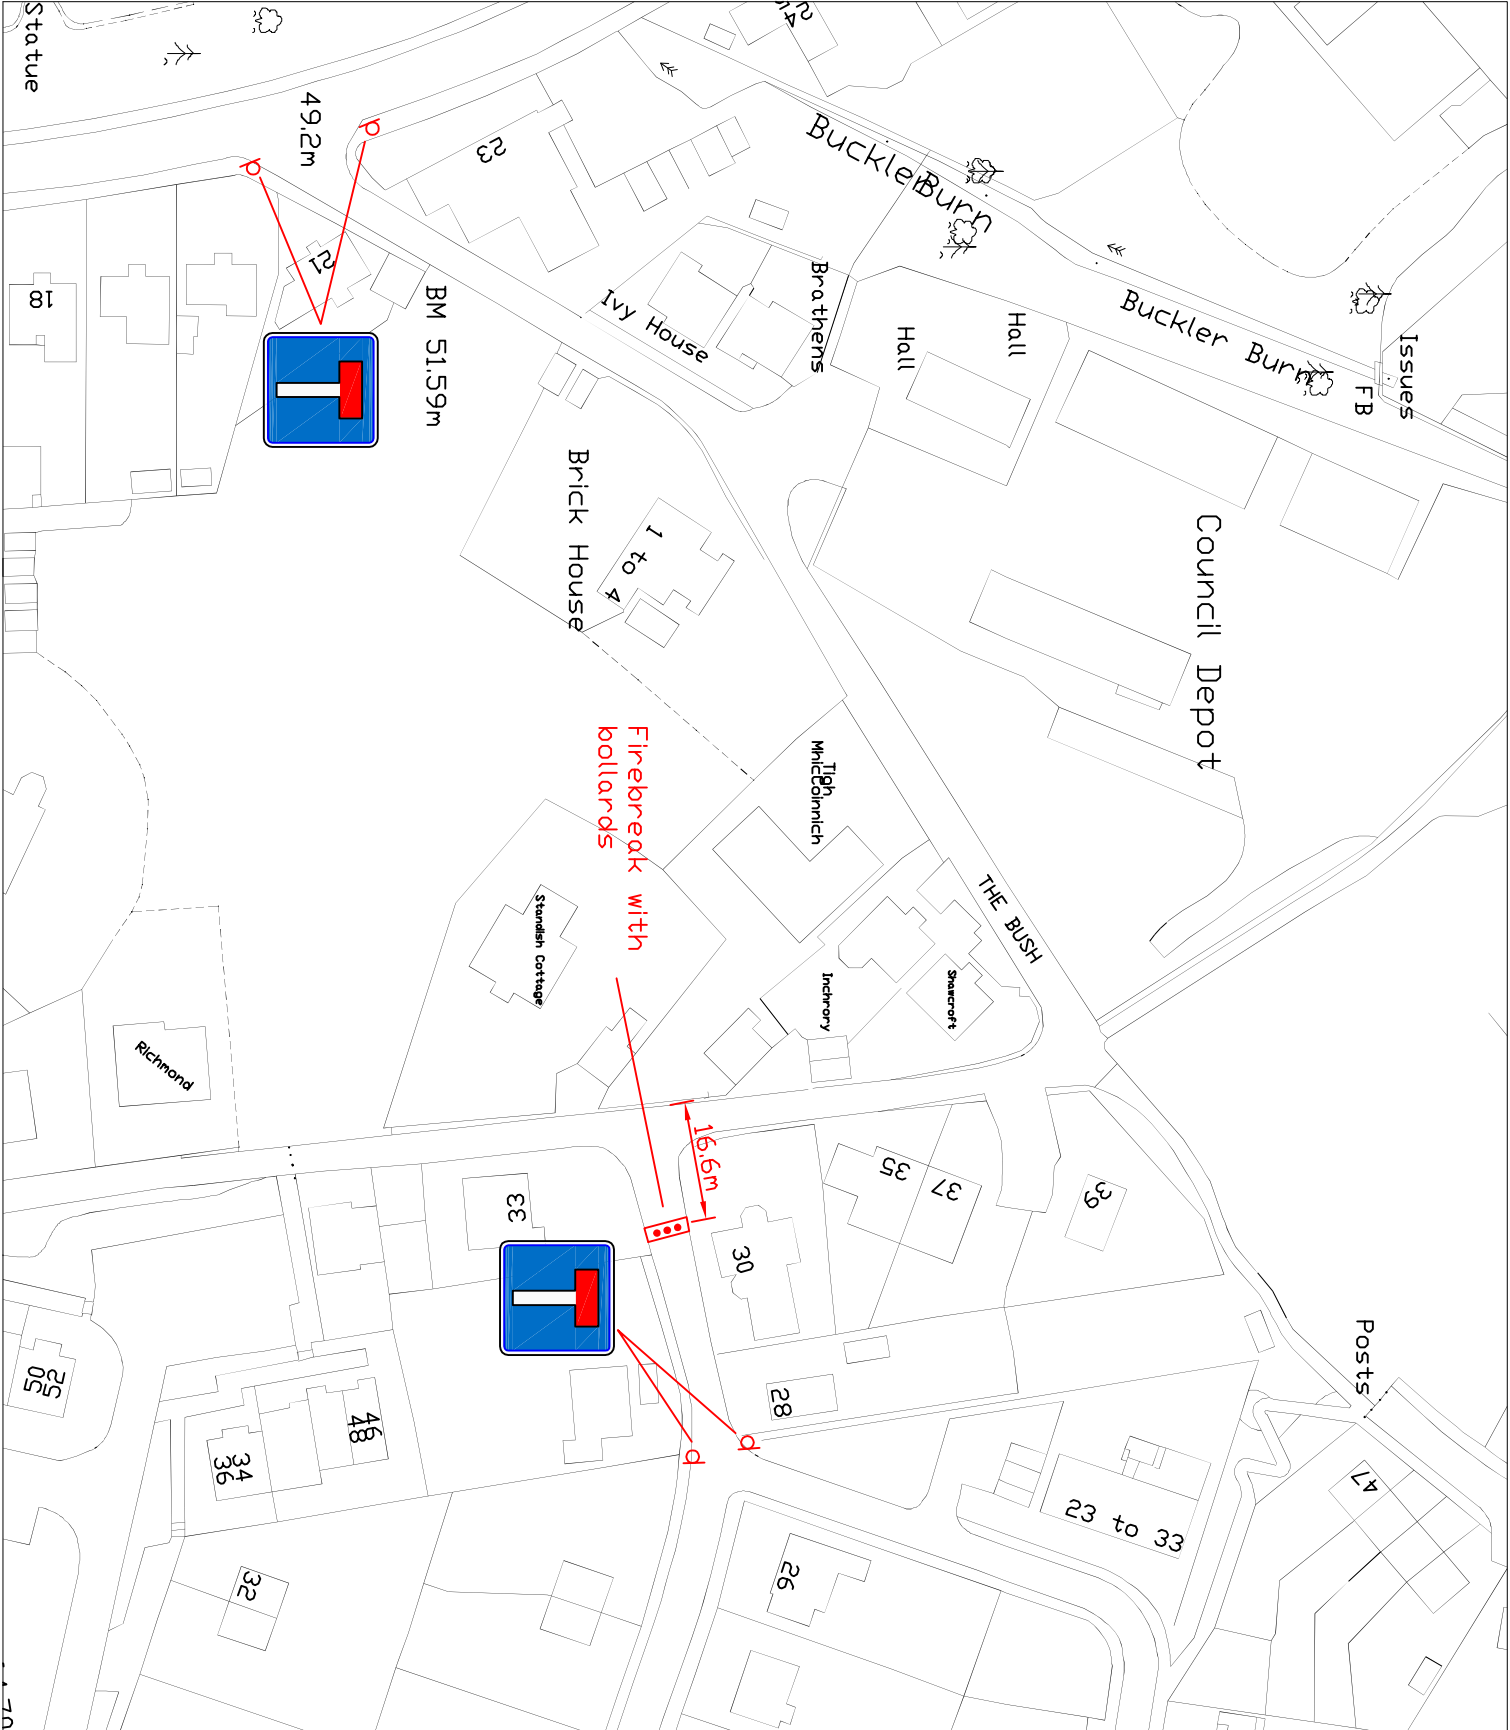 Statue
24
49.2m
23
Buckler
Burn
21
18
BM 51.59m
Ivy House
Brathens
Hall
Hall
Buckler Burn
Issues
FB
Brick House
1 to 4
Council Depot
Firebreak with
bollards
Tigh
Mhiccoinnich
THE BUSH
Standish Cottage
Inchrory
Shawcroft
Richmond
16.6m
35
37
39
33
30
28
Posts
50
52
46
48
34
36
23 to 33
47
32
26